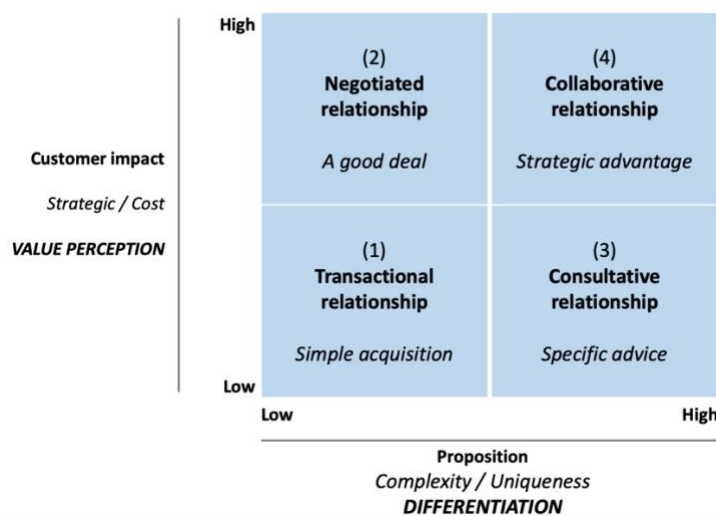 High
(2)
Negotiated
relationship
A good deal
(4)
Collaborative
relationship
Strategic advantage
Customer impact
Strategic / Cost
VALUE PERCEPTION
(1)
Transactional
relationship
Simple acquisition
(3)
Consultative
relationship
Specific advice
Low
Low
High
Proposition
Complexity / Uniqueness
DIFFERENTIATION